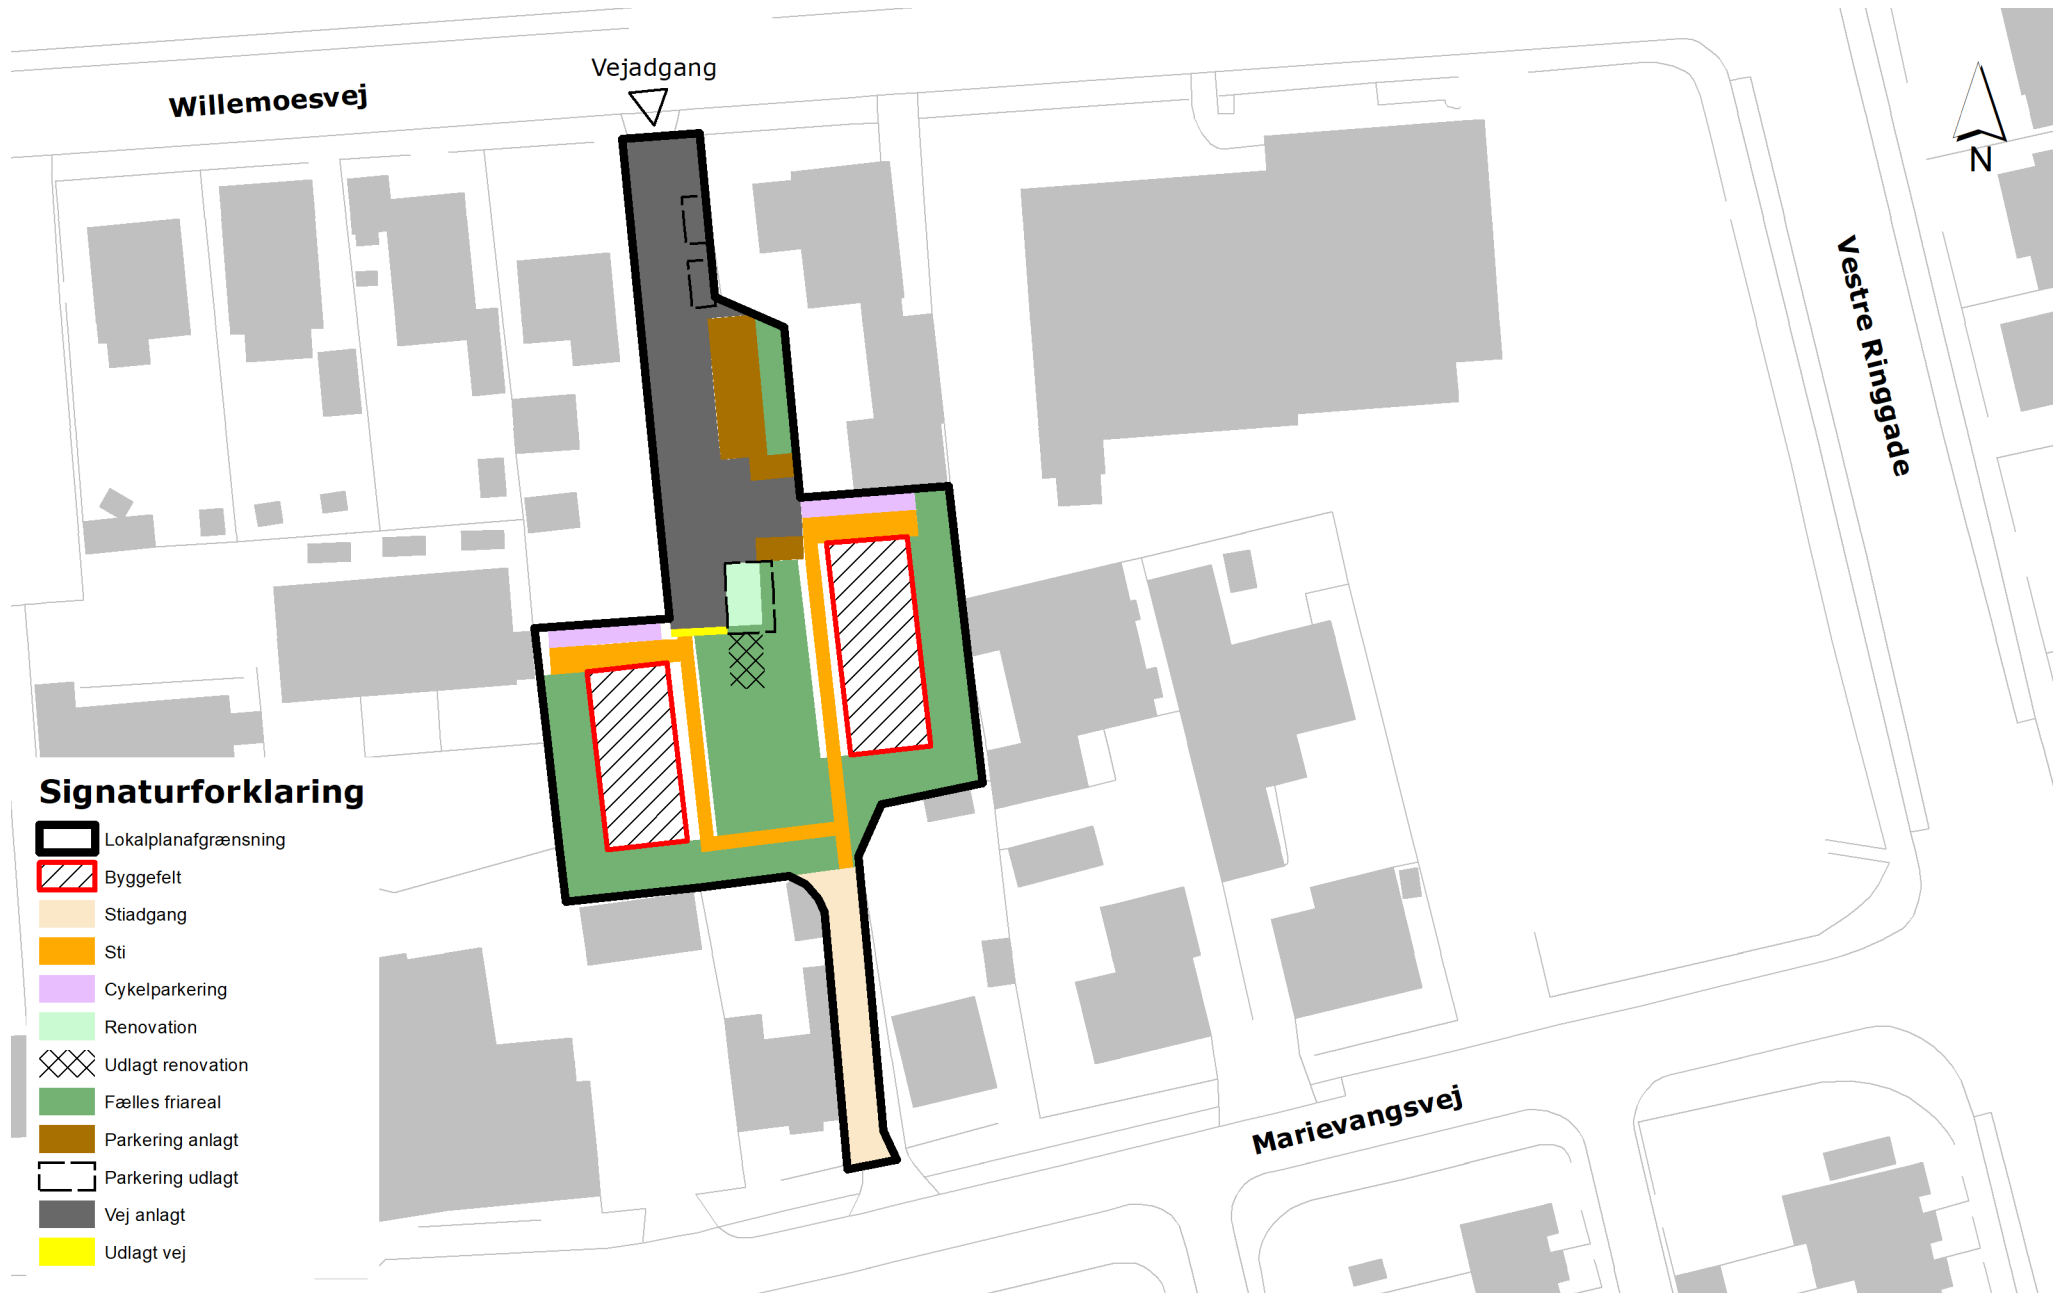 Vejadgang
Willemoesvej
N
Vestre Ringgade
Marievangsvej
Signaturforklaring
Lokalplanafgrænsning
Byggefelt
Stiadgang
Sti
Cykelparkering
Renovation
Udlagt renovation
Fælles friareal
Parkering anlagt
Parkering udlagt
Vej anlagt
Udlagt vej